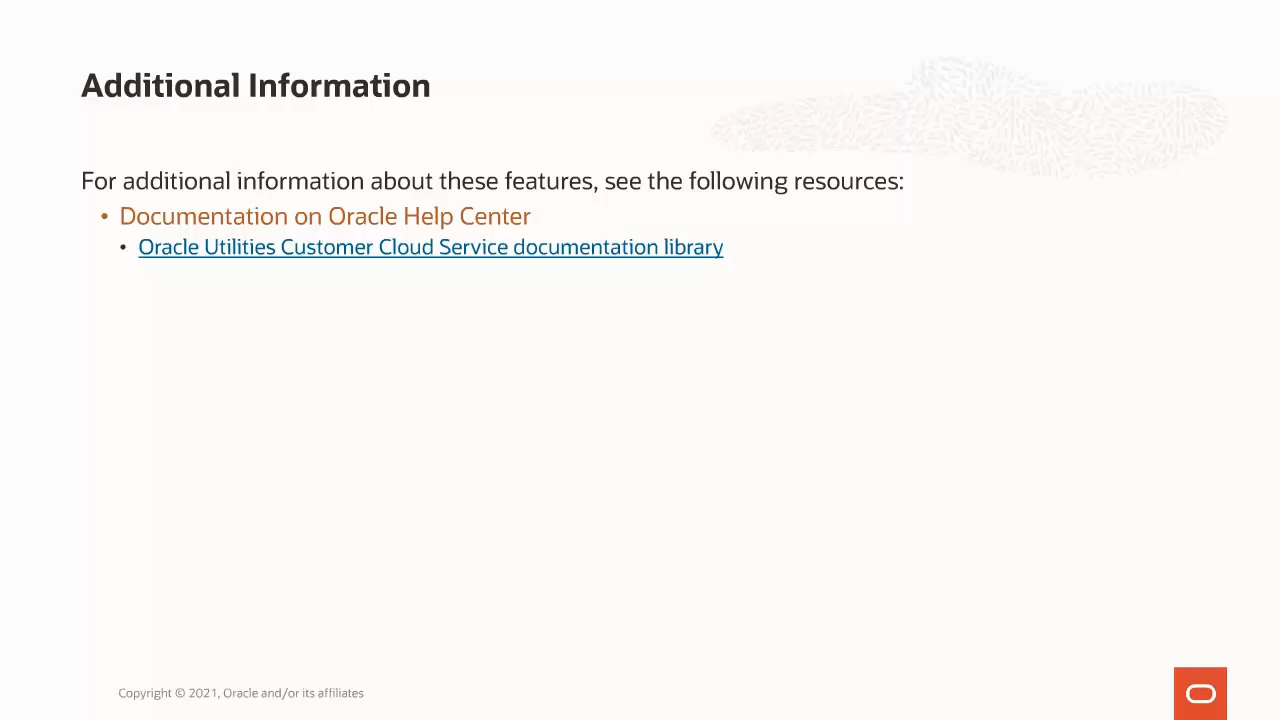 Additional Information
For additional information about these features, see the following resources:
• Documentation on Oracle Help Center
• Oracle Utilities Customer Cloud Service documentation library
Copyright © 2021, Oracle and/or its affiliates